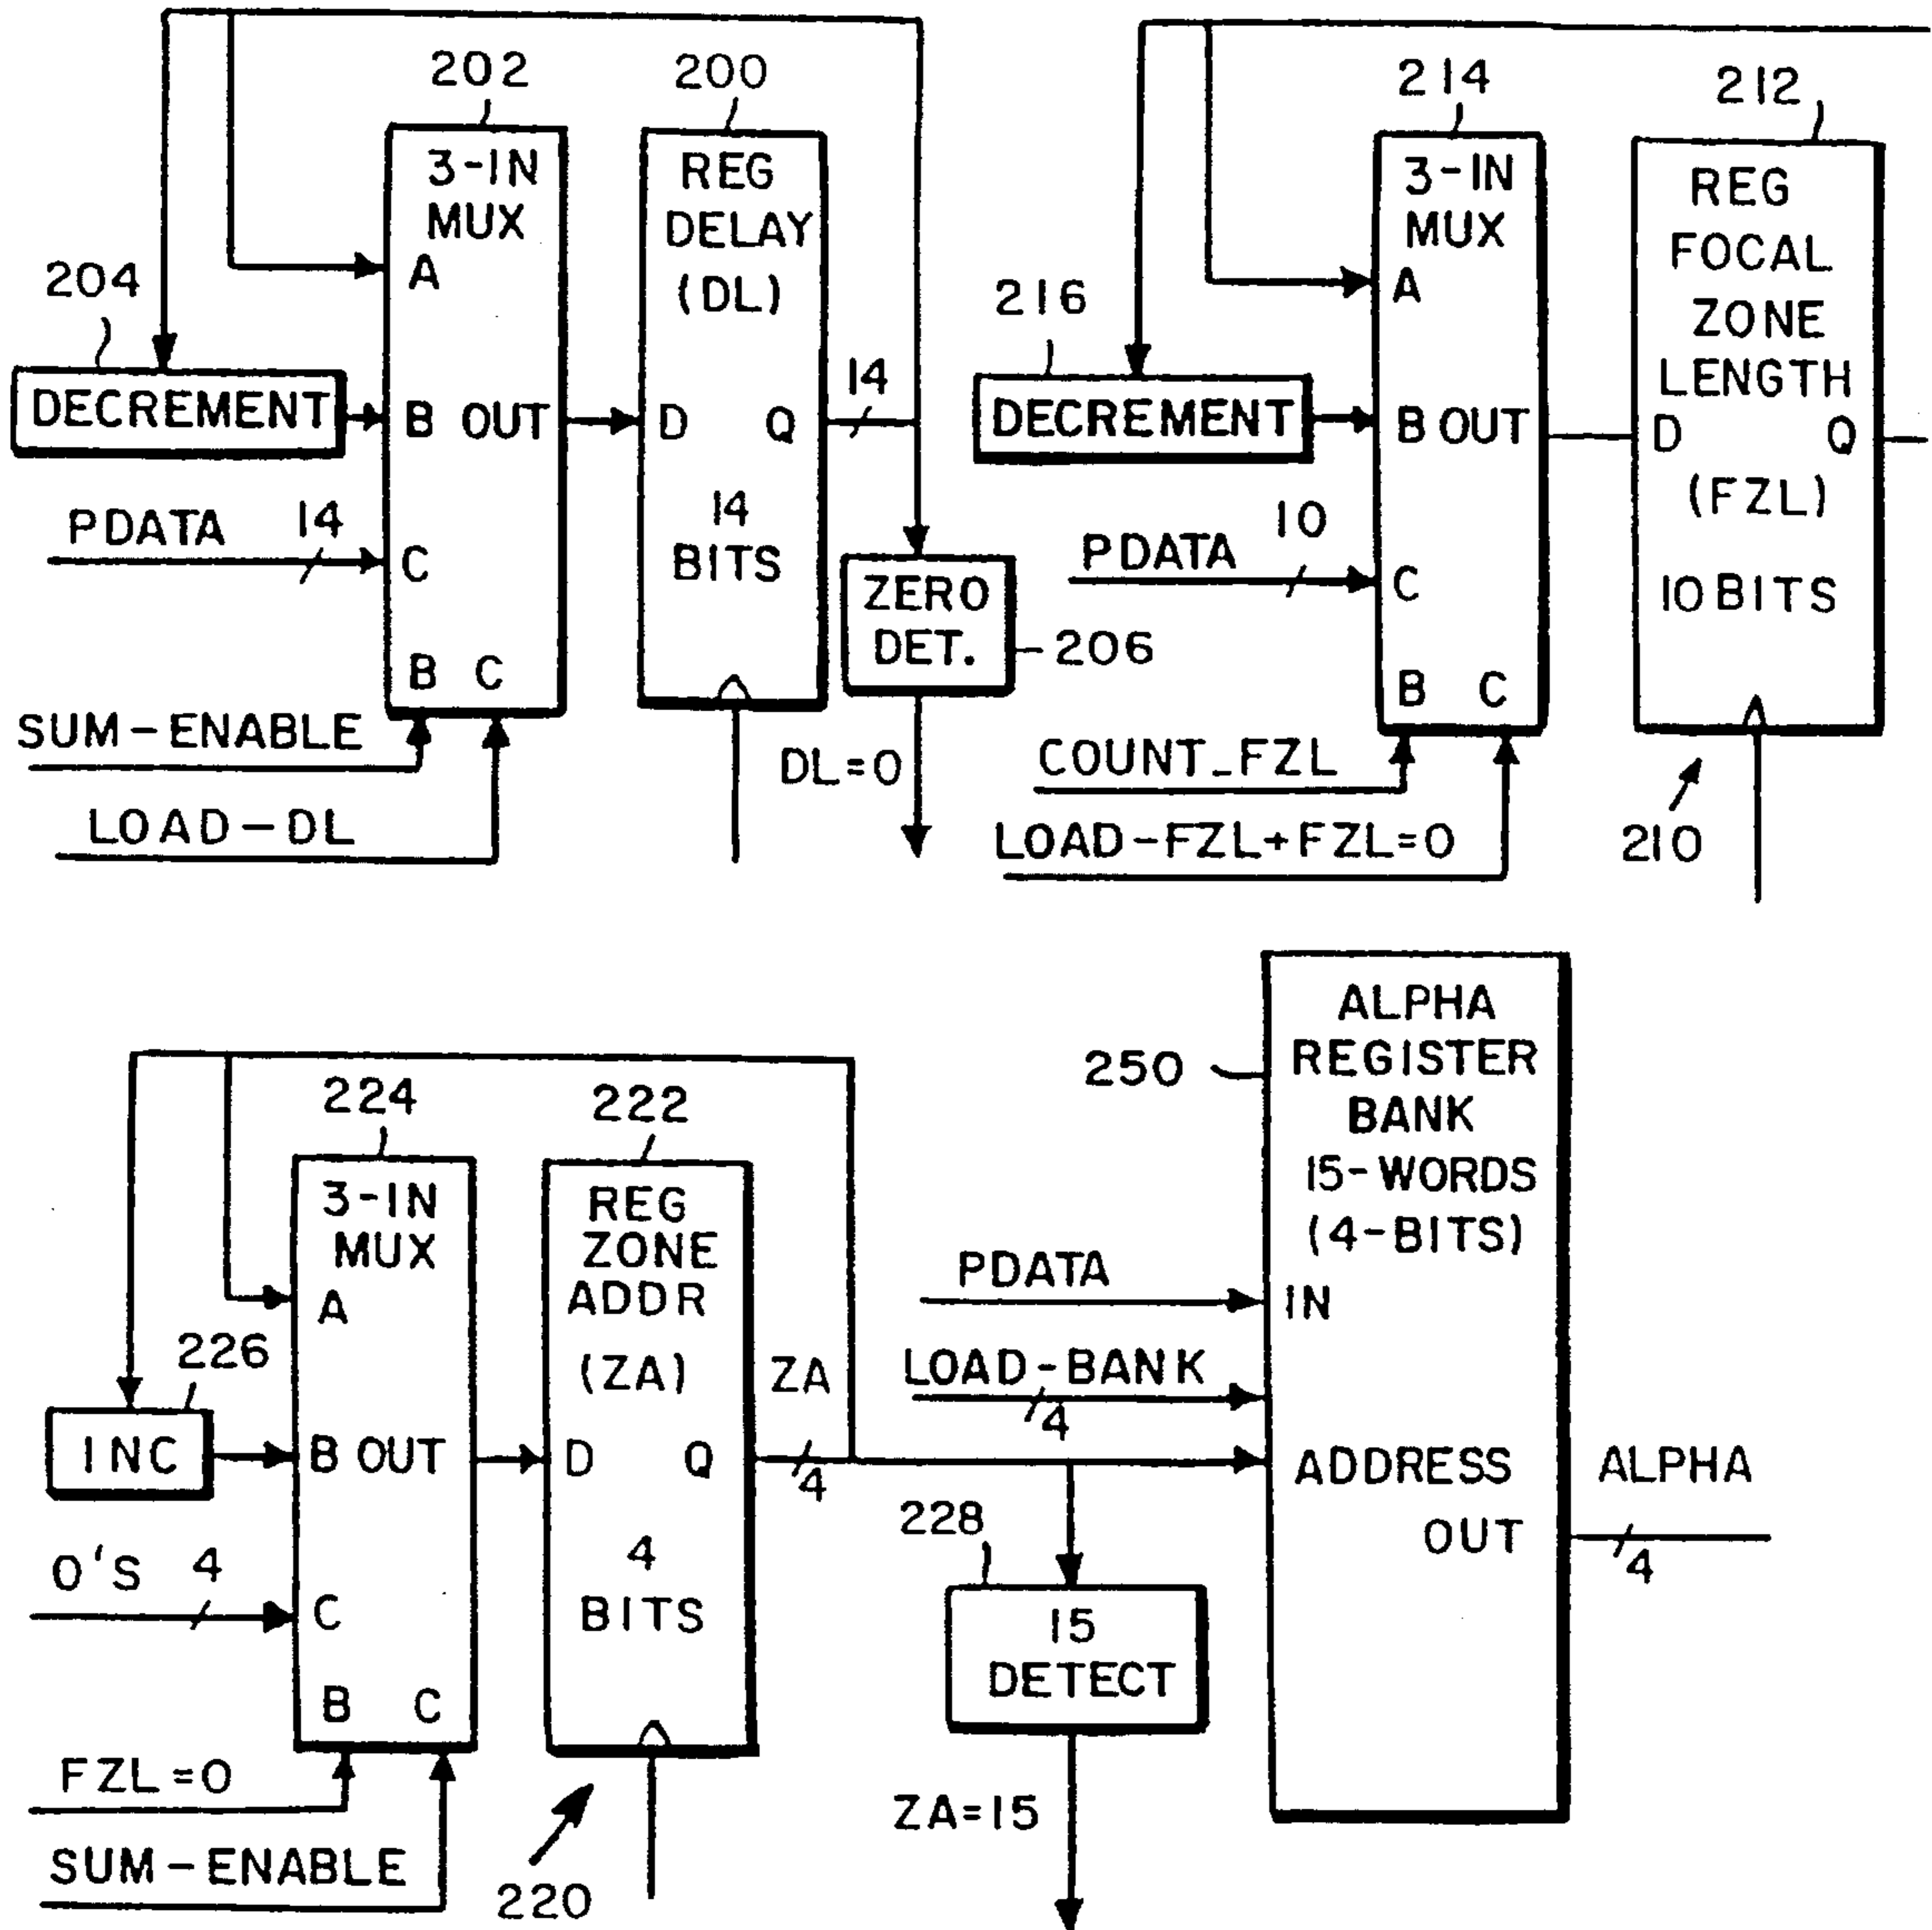 202
200
3-IN
MUX
A
B OUT
C
B C
REG
DELAY
(DL)
D Q
14
BITS
204
DECREMENT
PDATA 14
SUM-ENABLE
LOAD-DL
14
ZERO
DET.
206
DL=0
214
212
3-IN
MUX
A
B OUT
C
B C
REG
FOCAL
ZONE
LENGTH
D Q
(FZL)
10 BITS
216
DECREMENT
PDATA 10
COUNT_FZL
LOAD-FZL+FZL=0
210
224
222
3-IN
MUX
A
B OUT
C
B C
REG
ZONE
ADDR
(ZA)
D Q
4
BITS
226
INC
O'S 4
FZL=0
SUM-ENABLE
220
ZA
4
228
15
DETECT
ZA=15
250
ALPHA
REGISTER
BANK
15-WORDS
(4-BITS)
PDATA
IN
LOAD-BANK
4
ADDRESS
OUT
ALPHA
4